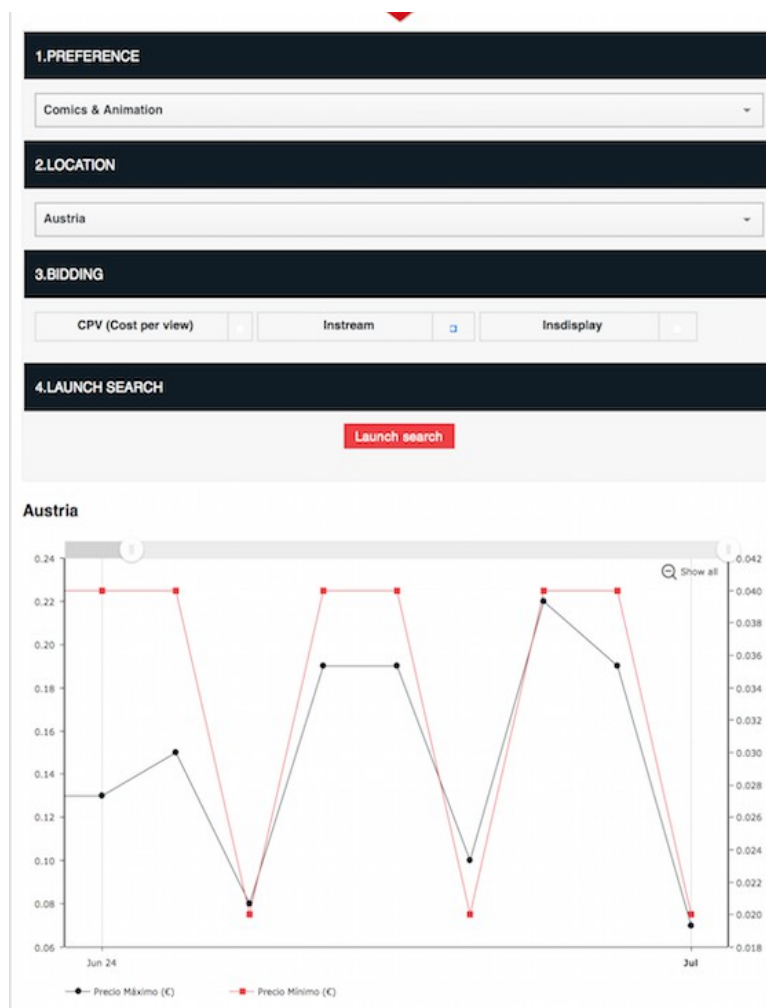 1.PREFERENCE
Comics & Animation
2.LOCATION
Austria
3.BIDDING
CPV (Cost per view) Instream Insdisplay
4.LAUNCH SEARCH
Launch search
Austria
0.24 0.042
Show all
0.22 0.040
0.038
0.20 0.036
0.18 0.034
0.032
0.16 0.030
0.14 0.028
0.026
0.12 0.024
0.10 0.022
0.08 0.020
0.06 0.018
Jun 24 Jul
Precio Máximo (€) Precio Mínimo (€)